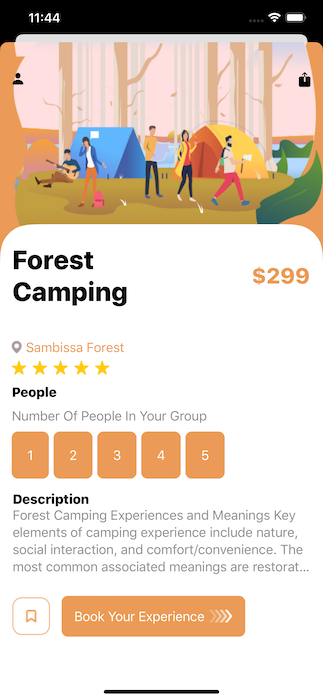 11:44
Forest
Camping
$299
Sambissa Forest
People
Number Of People In Your Group
1 2 3 4 5
Description
Forest Camping Experiences and Meanings Key
elements of camping experience include nature,
social interaction, and comfort/convenience. The
most common associated meanings are restorat...
Book Your Experience